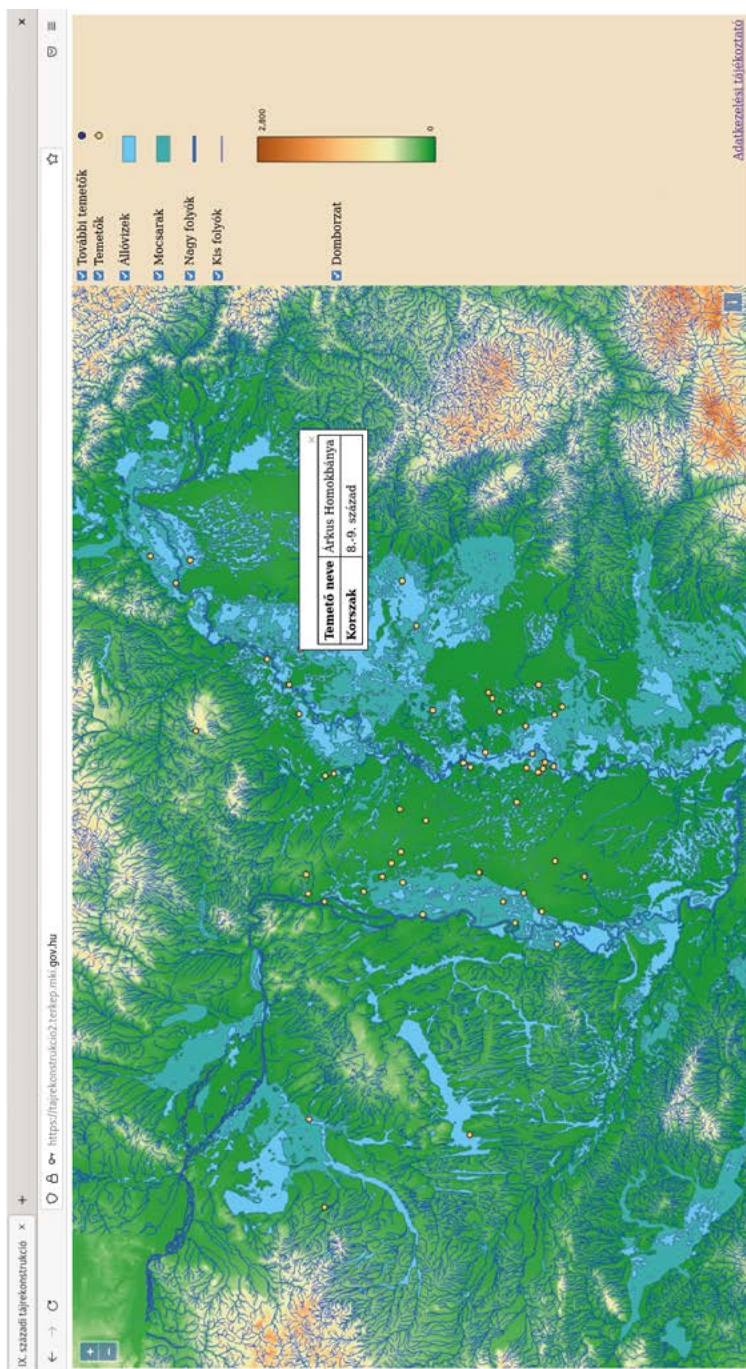 IX. századi tájrekonstrukció × +
×
https://tajrekonstrukcio2.terkep.mki.gov.hu
További temetők
Temetők
Állóvizek
Mocsarak
Nagy folyók
Kis folyók
2,800
0
Domborzat
×
Temető neve Árkus Homokbánya
Korszak 8.-9. század
+
−
i
Adatkezelési tájékoztató